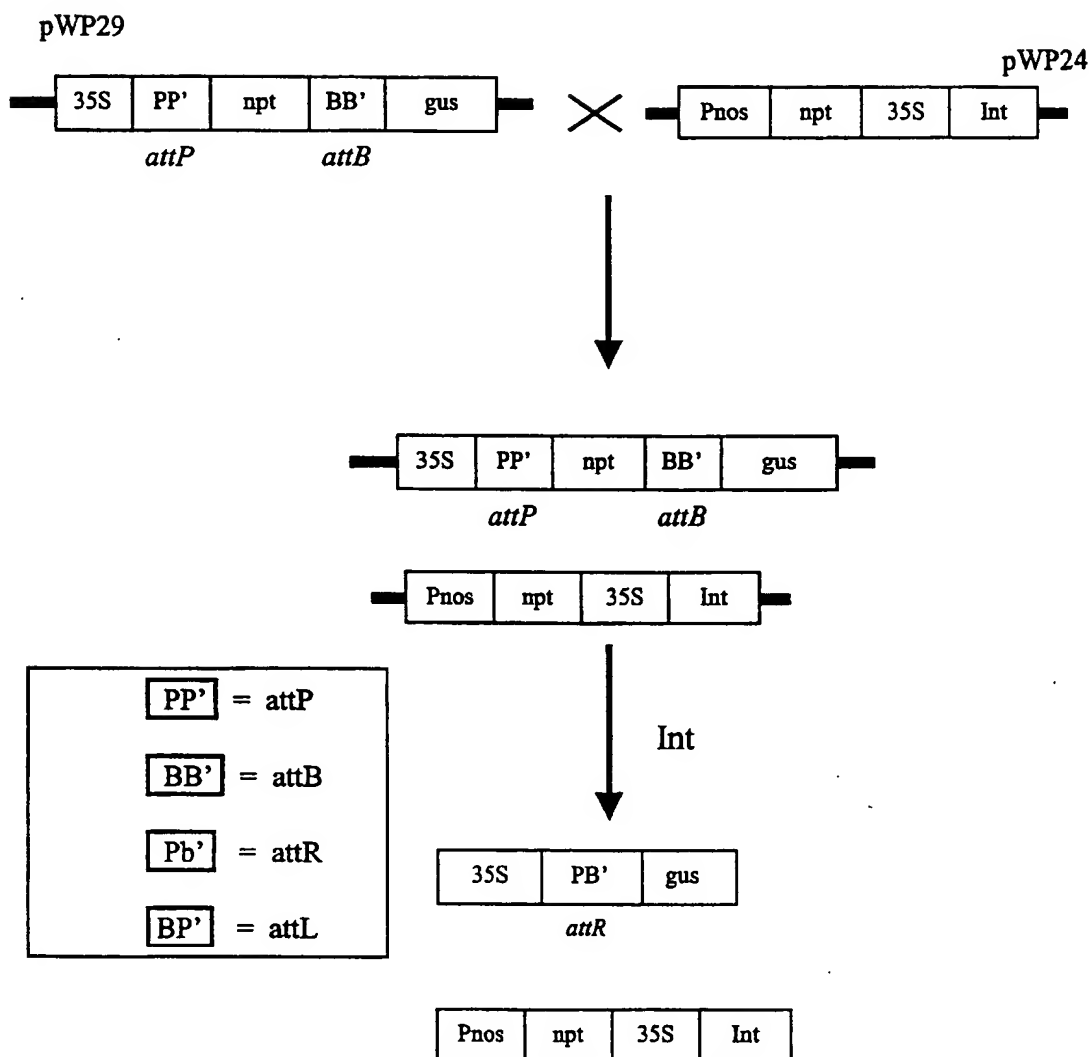 pWP29
35S PP' npt BB' gus
attP attB
pWP24
Pnos npt 35S Int
35S PP' npt BB' gus
attP attB
Pnos npt 35S Int
PP' = attP
BB' = attB
Pb' = attR
BP' = attL
Int
35S PB' gus
attR
Pnos npt 35S Int